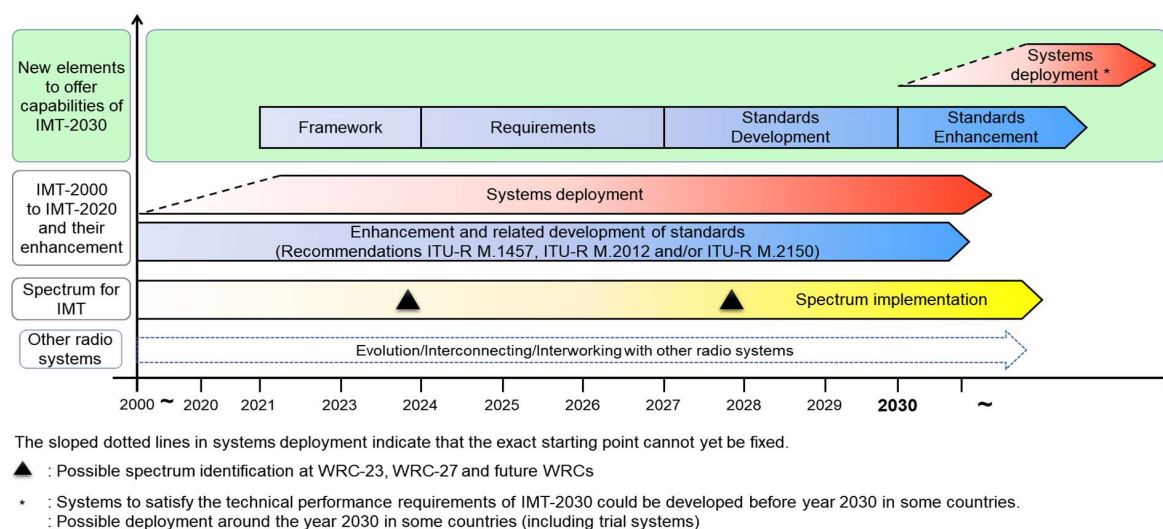 New elements
to offer
capabilities of
IMT-2030
Systems
deployment *
Framework
Requirements
Standards
Development
Standards
Enhancement
IMT-2000
to IMT-2020
and their
enhancement
Systems deployment
Enhancement and related development of standards
(Recommendations ITU-R M.1457, ITU-R M.2012 and/or ITU-R M.2150)
Spectrum for
IMT
Spectrum implementation
Other radio
systems
Evolution/Interconnecting/Interworking with other radio systems
2000 ~ 2020 2021 2023 2024 2025 2026 2027 2028 2029 2030 ~
The sloped dotted lines in systems deployment indicate that the exact starting point cannot yet be fixed.
▲ : Possible spectrum identification at WRC-23, WRC-27 and future WRCs
* : Systems to satisfy the technical performance requirements of IMT-2030 could be developed before year 2030 in some countries.
: Possible deployment around the year 2030 in some countries (including trial systems)